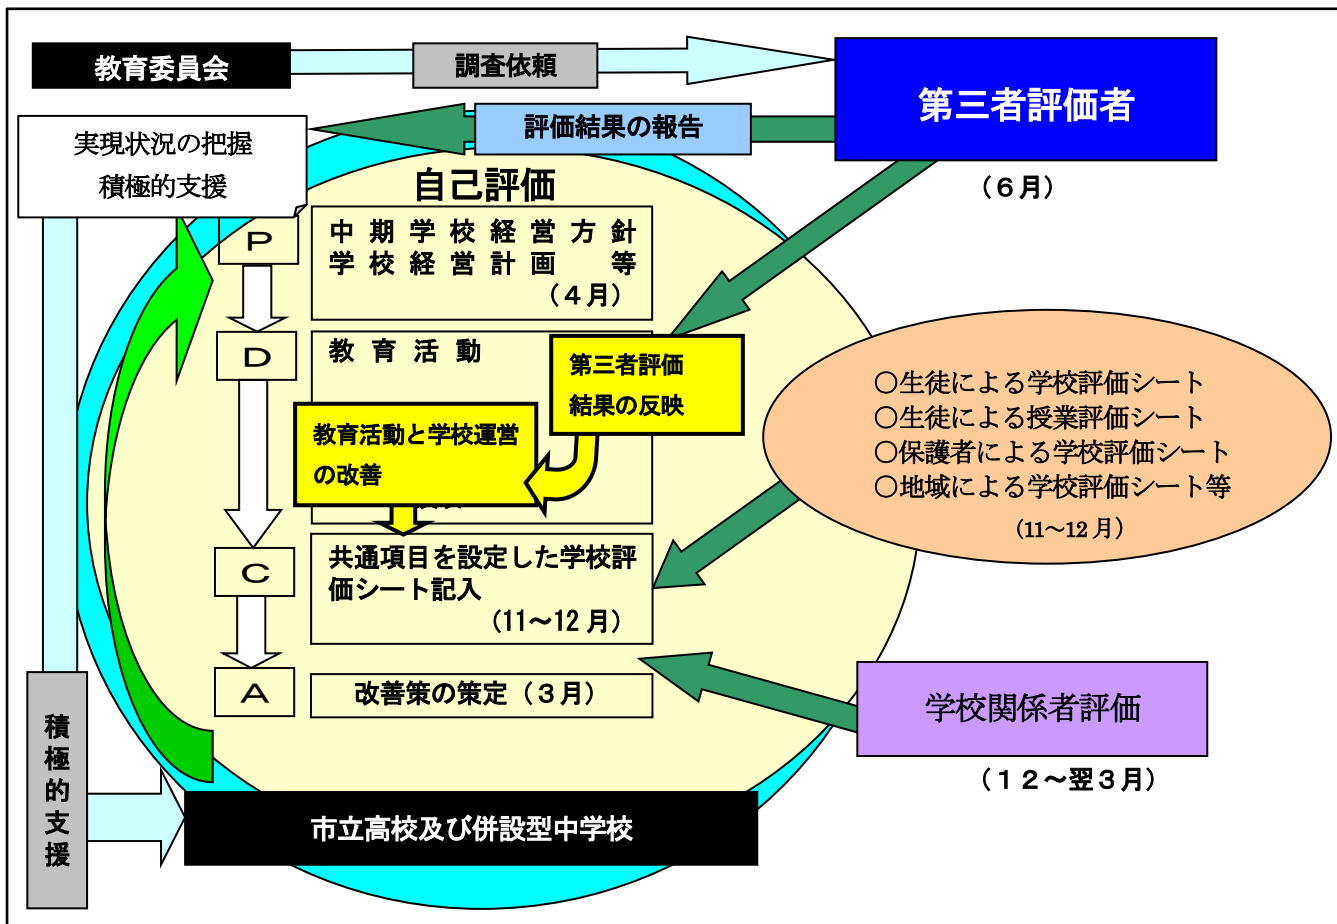 教育委員会
調査依頼
第三者評価者
評価結果の報告
(６月)
実現状況の把握
積極的支援
自己評価
P
中期学校経営方針
学校経営計画　等
(４月)
D
教育活動
第三者評価
結果の反映
教育活動と学校運営
の改善
○生徒による学校評価シート
○生徒による授業評価シート
○保護者による学校評価シート
○地域による学校評価シート等
(11～12月)
C
共通項目を設定した学校評
価シート記入
(11～12月)
A
改善策の策定(３月)
学校関係者評価
(１２～翌３月)
積極的支援
市立高校及び併設型中学校